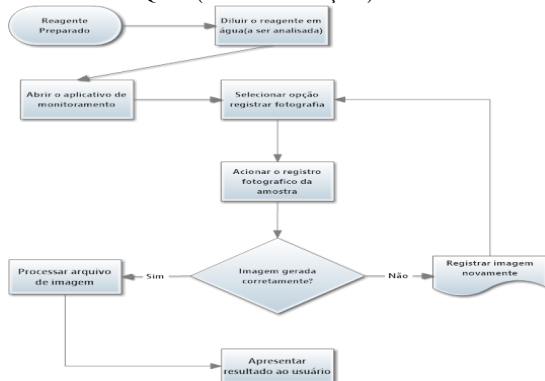 Reagente
Preparado
Diluir o reagente em
água(a ser analisada)
Abrir o aplicativo de
monitoramento
Selecionar opção
registrar fotografia
Acionar o registro
fotografico da
amostra
Imagem gerada
corretamente?
Sim
Não
Processar arquivo
de imagem
Registrar imagem
novamente
Apresentar
resultado ao usuário